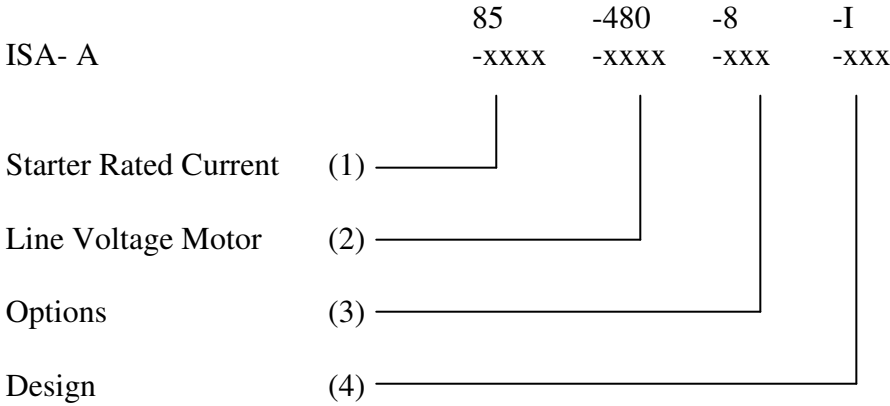 85 -480 -8 -I
ISA- A -xxxx -xxxx -xxx -xxx
Starter Rated Current (1)
Line Voltage Motor (2)
Options (3)
Design (4)